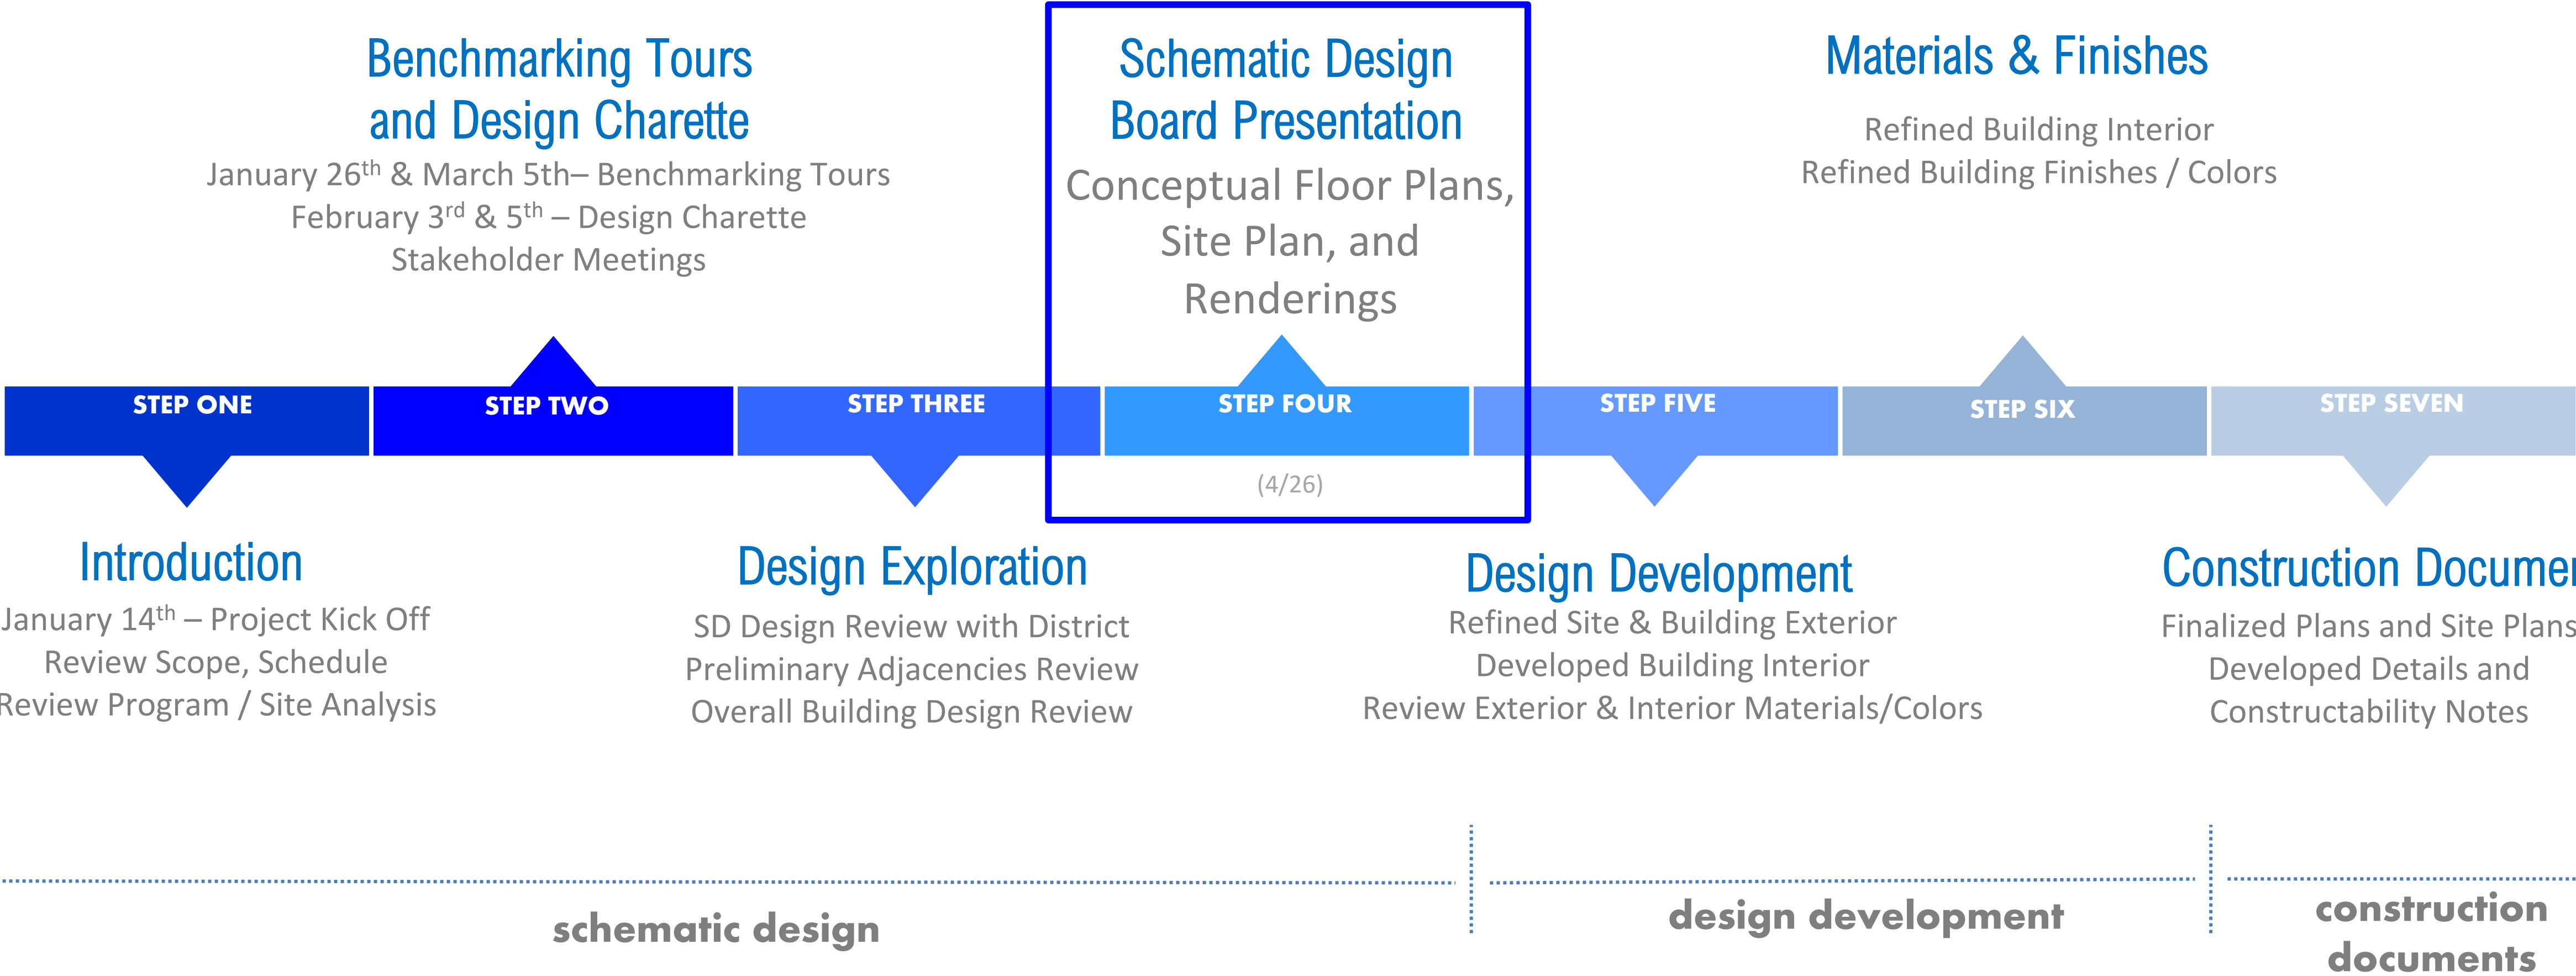 Benchmarking Tours
and Design Charette
January 26th & March 5th– Benchmarking Tours
February 3rd & 5th – Design Charette
Stakeholder Meetings
Schematic Design
Board Presentation
Conceptual Floor Plans,
Site Plan, and
Renderings
Materials & Finishes
Refined Building Interior
Refined Building Finishes / Colors
STEP ONE
STEP TWO
STEP THREE
STEP FOUR
STEP FIVE
STEP SIX
STEP SEVEN
(4/26)
Introduction
January 14th – Project Kick Off
Review Scope, Schedule
Review Program / Site Analysis
Design Exploration
SD Design Review with District
Preliminary Adjacencies Review
Overall Building Design Review
Design Development
Refined Site & Building Exterior
Developed Building Interior
Review Exterior & Interior Materials/Colors
Construction Documen
Finalized Plans and Site Plans
Developed Details and
Constructability Notes
schematic design
design development
construction
documents